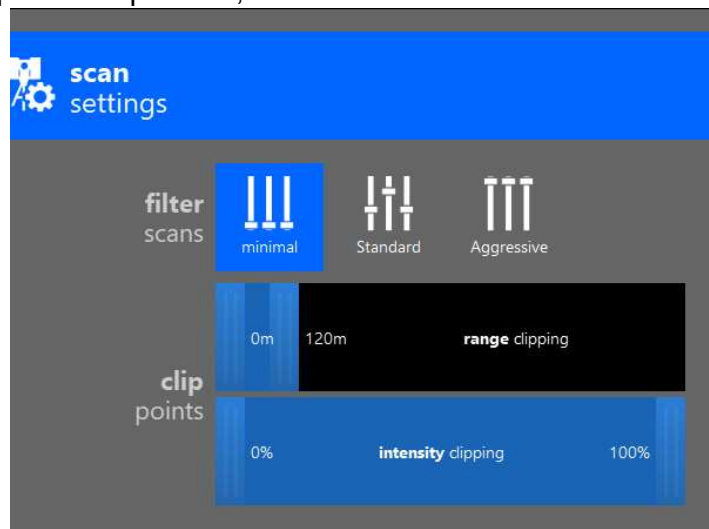 scan
settings
filter
scans
minimal
Standard
Aggressive
0m
120m
range clipping
clip
points
0%
intensity clipping
100%